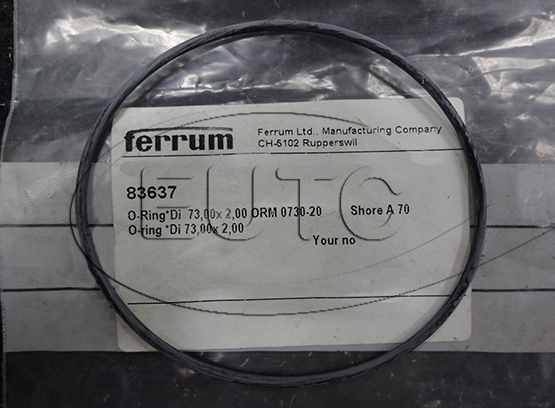 ferrum
Ferrum Ltd.. Manufacturing Company
CH-5102 Rupperswil
83637
O-Ring*Di 73,00x 2,00 ORM 0730-20 Shore A 70
O-ring *Di 73,00x 2,00
Your no
EUTC